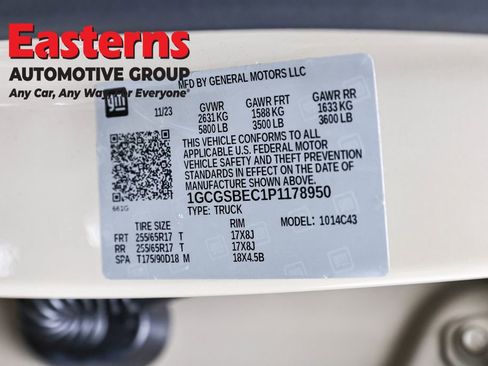 Easterns
AUTOMOTIVE GROUP
Any Car, Any Way, For Everyone
MFD BY GENERAL MOTORS LLC
gm
11/23
GVWR GAWR FRT GAWR RR
2631 KG 1588 KG 1633 KG
5800 LB 3500 LB 3600 LB
THIS VEHICLE CONFORMS TO ALL
APPLICABLE U.S. FEDERAL MOTOR
VEHICLE SAFETY AND THEFT PREVENTION
STANDARDS IN EFFECT ON THE DATE OF
MANUFACTURE SHOWN ABOVE.
1GCGSBEC1P1178950
TYPE: TRUCK MODEL: 1014C43
661G
TIRE SIZE RIM
FRT 255/65R17 T 17X8J
RR 255/65R17 T 17X8J
SPA T175/90D18 M 18X4.5B